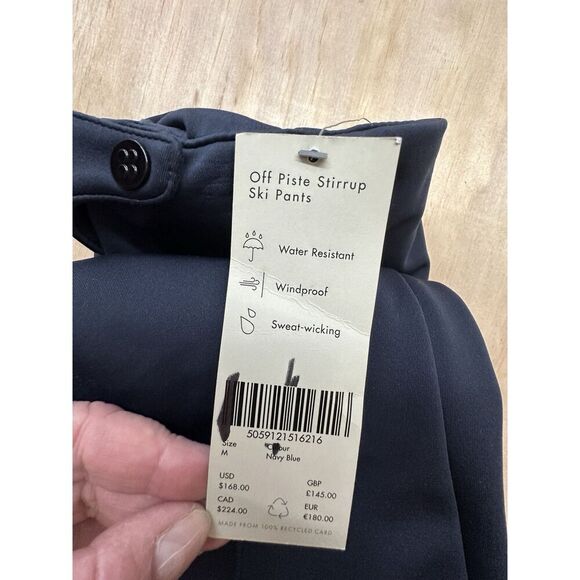 Off Piste Stirrup
Ski Pants
Water Resistant
Windproof
Sweat-wicking
5059121516216
Size
M
Colour
Navy Blue
USD
$168.00
GBP
£145.00
CAD
$224.00
EUR
€180.00
MADE FROM 100% RECYCLED CARD